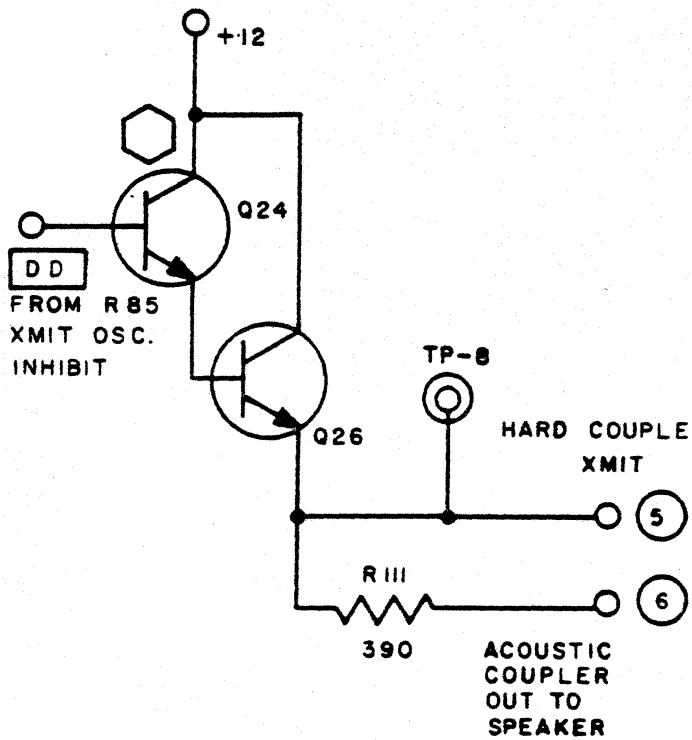 +12
Q24
DD
FROM R85
XMIT OSC.
INHIBIT
Q26
TP-8
HARD COUPLE
XMIT
5
R111
390
6
ACOUSTIC
COUPLER
OUT TO
SPEAKER